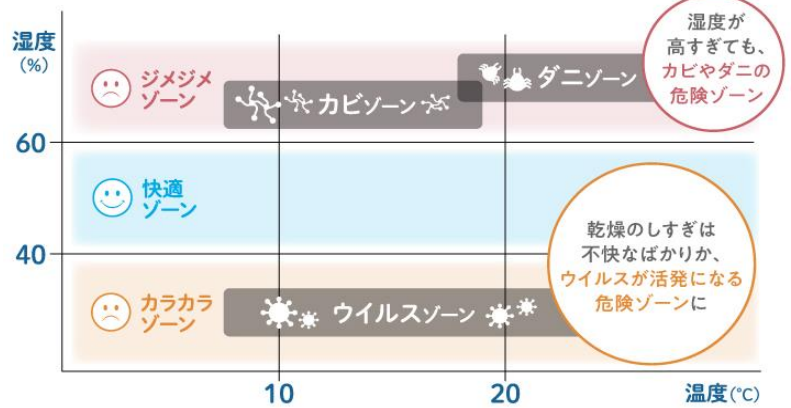 湿度
(%)
ジメジメ
ゾーン
カビゾーン
ダニゾーン
湿度が
高すぎても、
カビやダニの
危険ゾーン
60
快適
ゾーン
40
乾燥のしすぎは
不快なばかりか、
ウイルスが活発になる
危険ゾーンに
カラカラ
ゾーン
ウイルスゾーン
10
20
温度(℃)